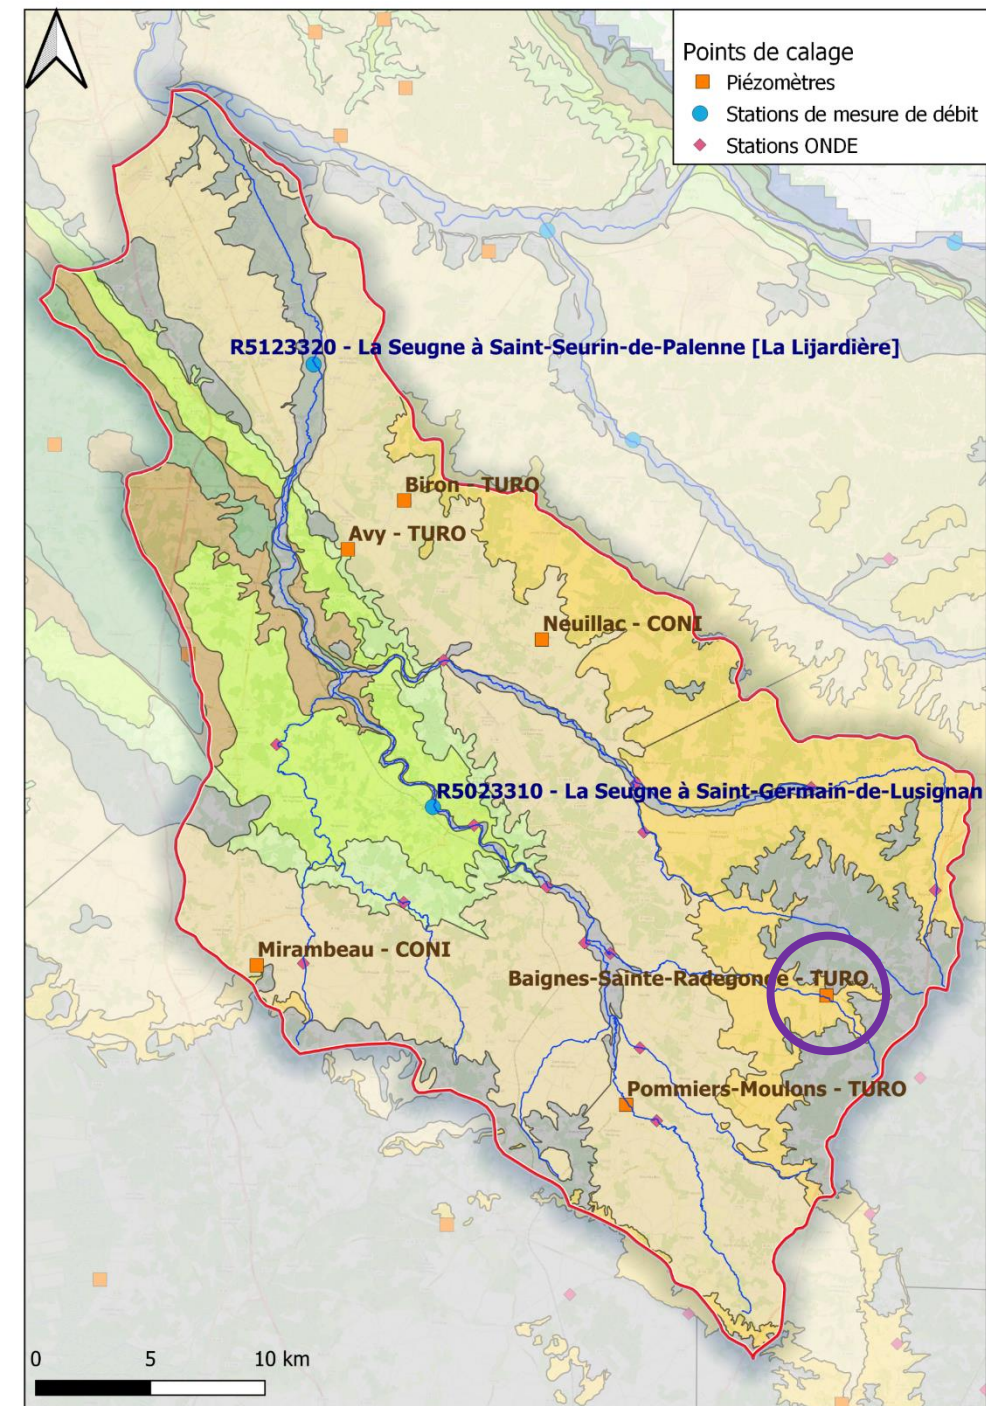 Points de calage
Piézomètres
Stations de mesure de débit
Stations ONDE
R5123320 - La Seugne à Saint-Seurin-de-Palenne [La Lijardière]
Biron - TURO
Avy - TURO
Neuillac - CONI
R5023310 - La Seugne à Saint-Germain-de-Lusignan
Mirambeau - CONI
Baignes-Sainte-Radegonde - TURO
Pommiers-Moulons - TURO
0 5 10 km